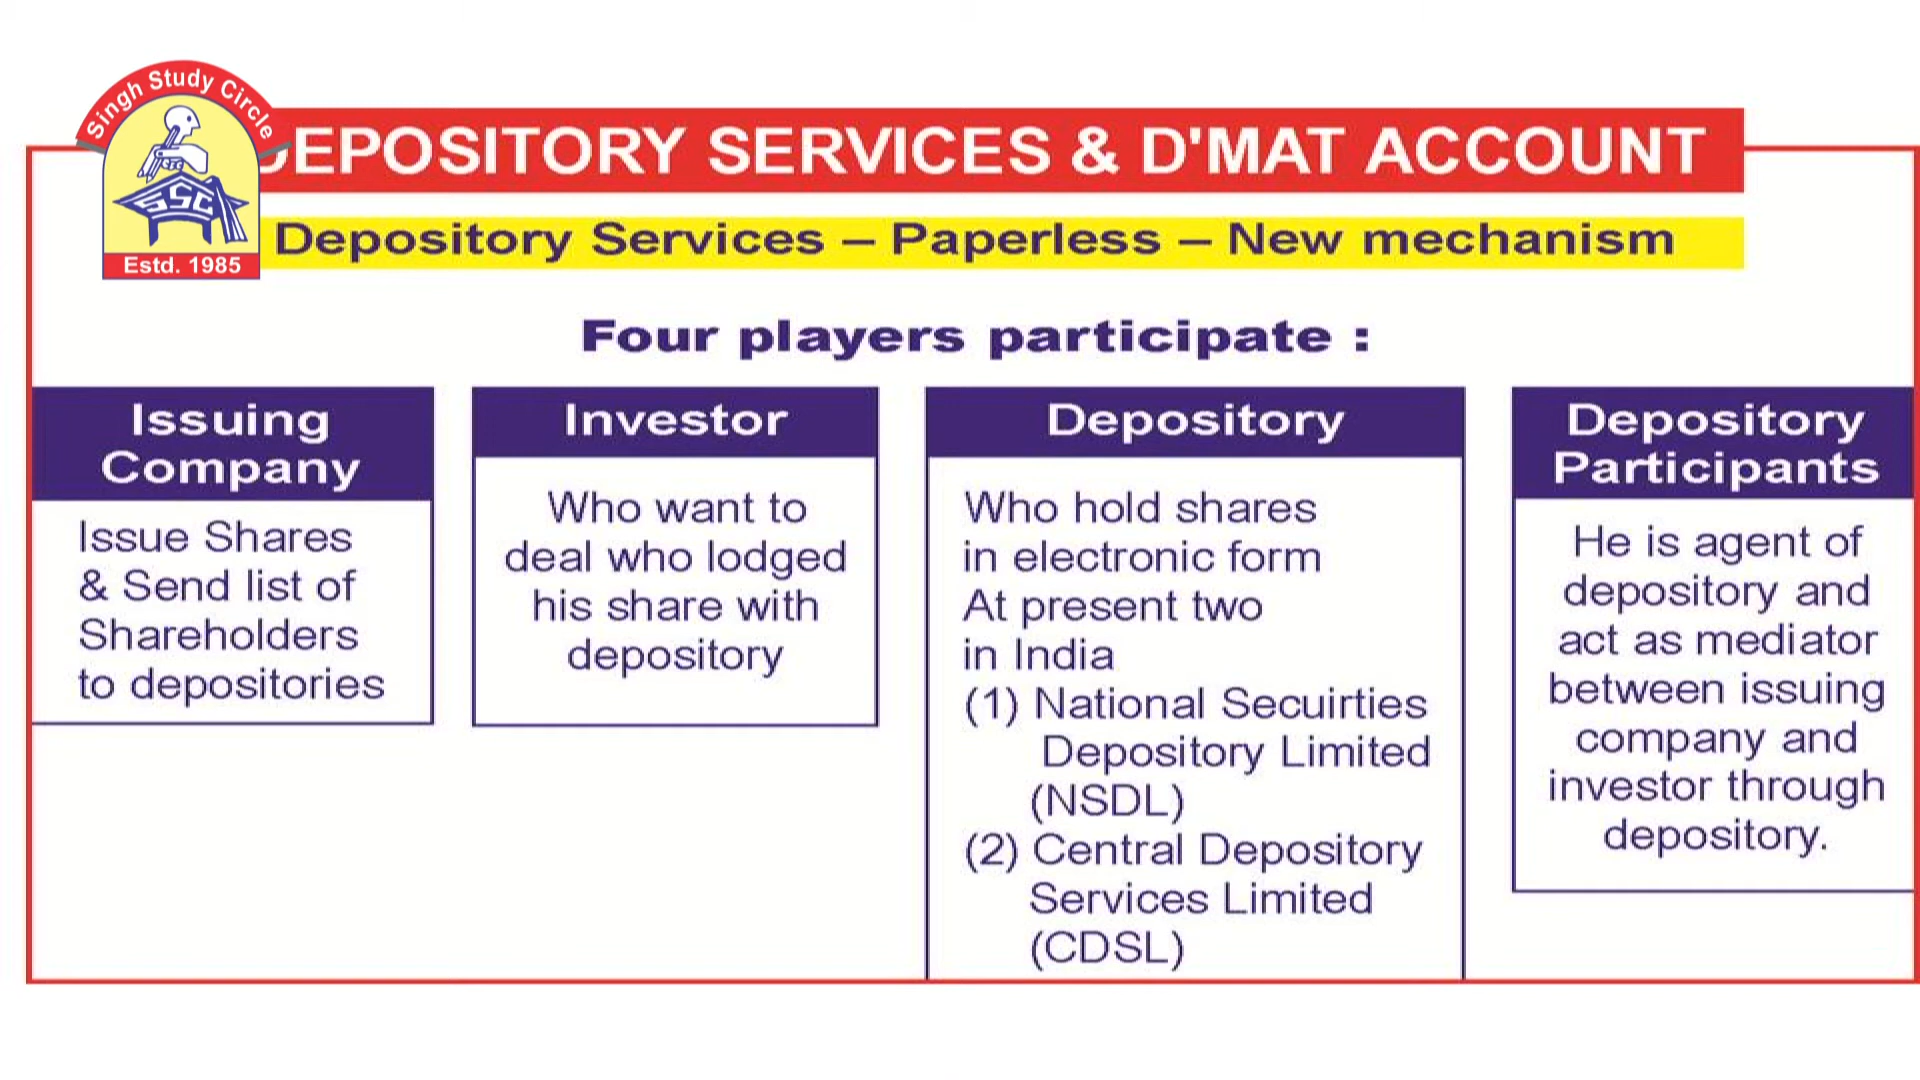 Singh Study Circle
SSC
Estd. 1985
DEPOSITORY SERVICES & D'MAT ACCOUNT
Depository Services – Paperless – New mechanism
Four players participate :
Issuing
Company
Issue Shares
& Send list of
Shareholders
to depositories
Investor
Who want to
deal who lodged
his share with
depository
Depository
Who hold shares
in electronic form
At present two
in India
(1) National Secuirties
Depository Limited
(NSDL)
(2) Central Depository
Services Limited
(CDSL)
Depository
Participants
He is agent of
depository and
act as mediator
between issuing
company and
investor through
depository.